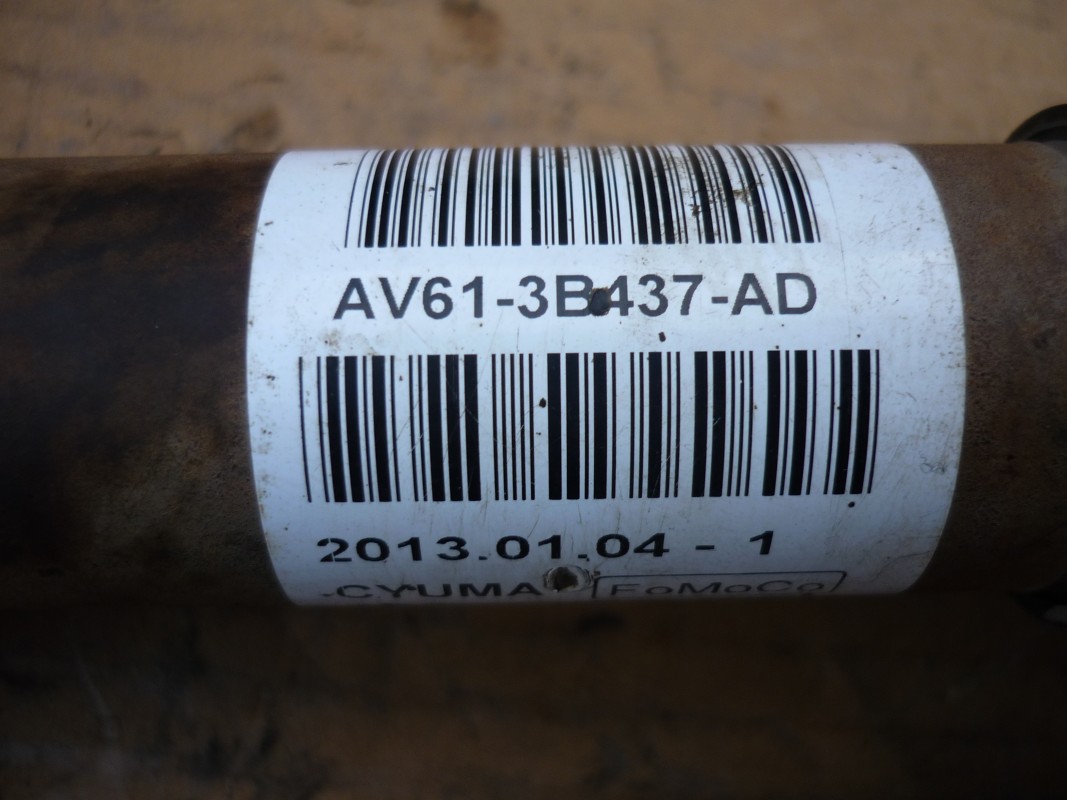 AV61-3B437-AD
2013.01.04 - 1
CYUMA FoMoCo